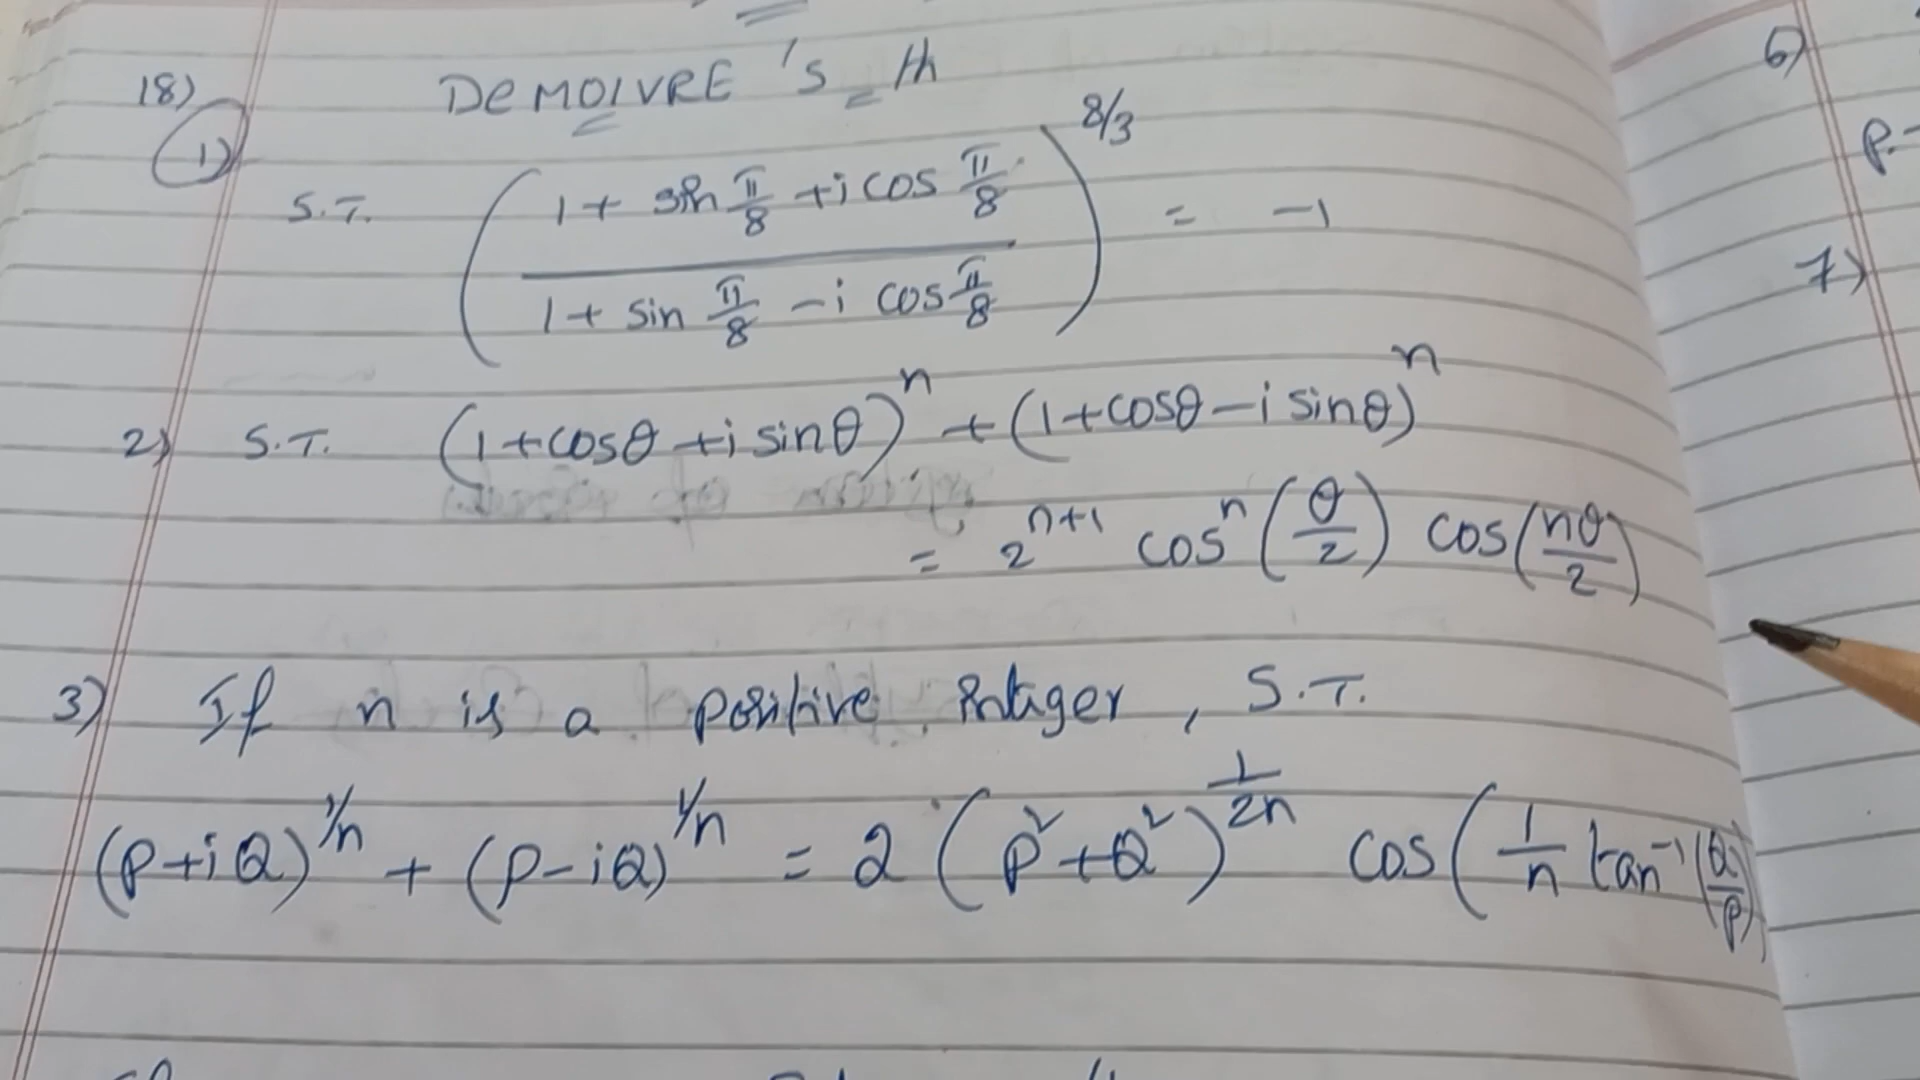 18) DeMOIVRE'S th
1) S.T. ( (1 + sin π/8 + i cos π/8) / (1 + sin π/8 - i cos π/8) )^8/3 = -1
2) S.T. (1+cosθ +i sinθ)^n + (1+cosθ - i sinθ)^n
= 2^n+1 cos^n (θ/2) cos(nθ/2)
3) If n is a positive integer, S.T.
(P+iQ)^1/n + (P-iQ)^1/n = 2 (P²+Q²)^1/2n cos(1/n tan⁻¹(Q/P)
6)
P.
7)